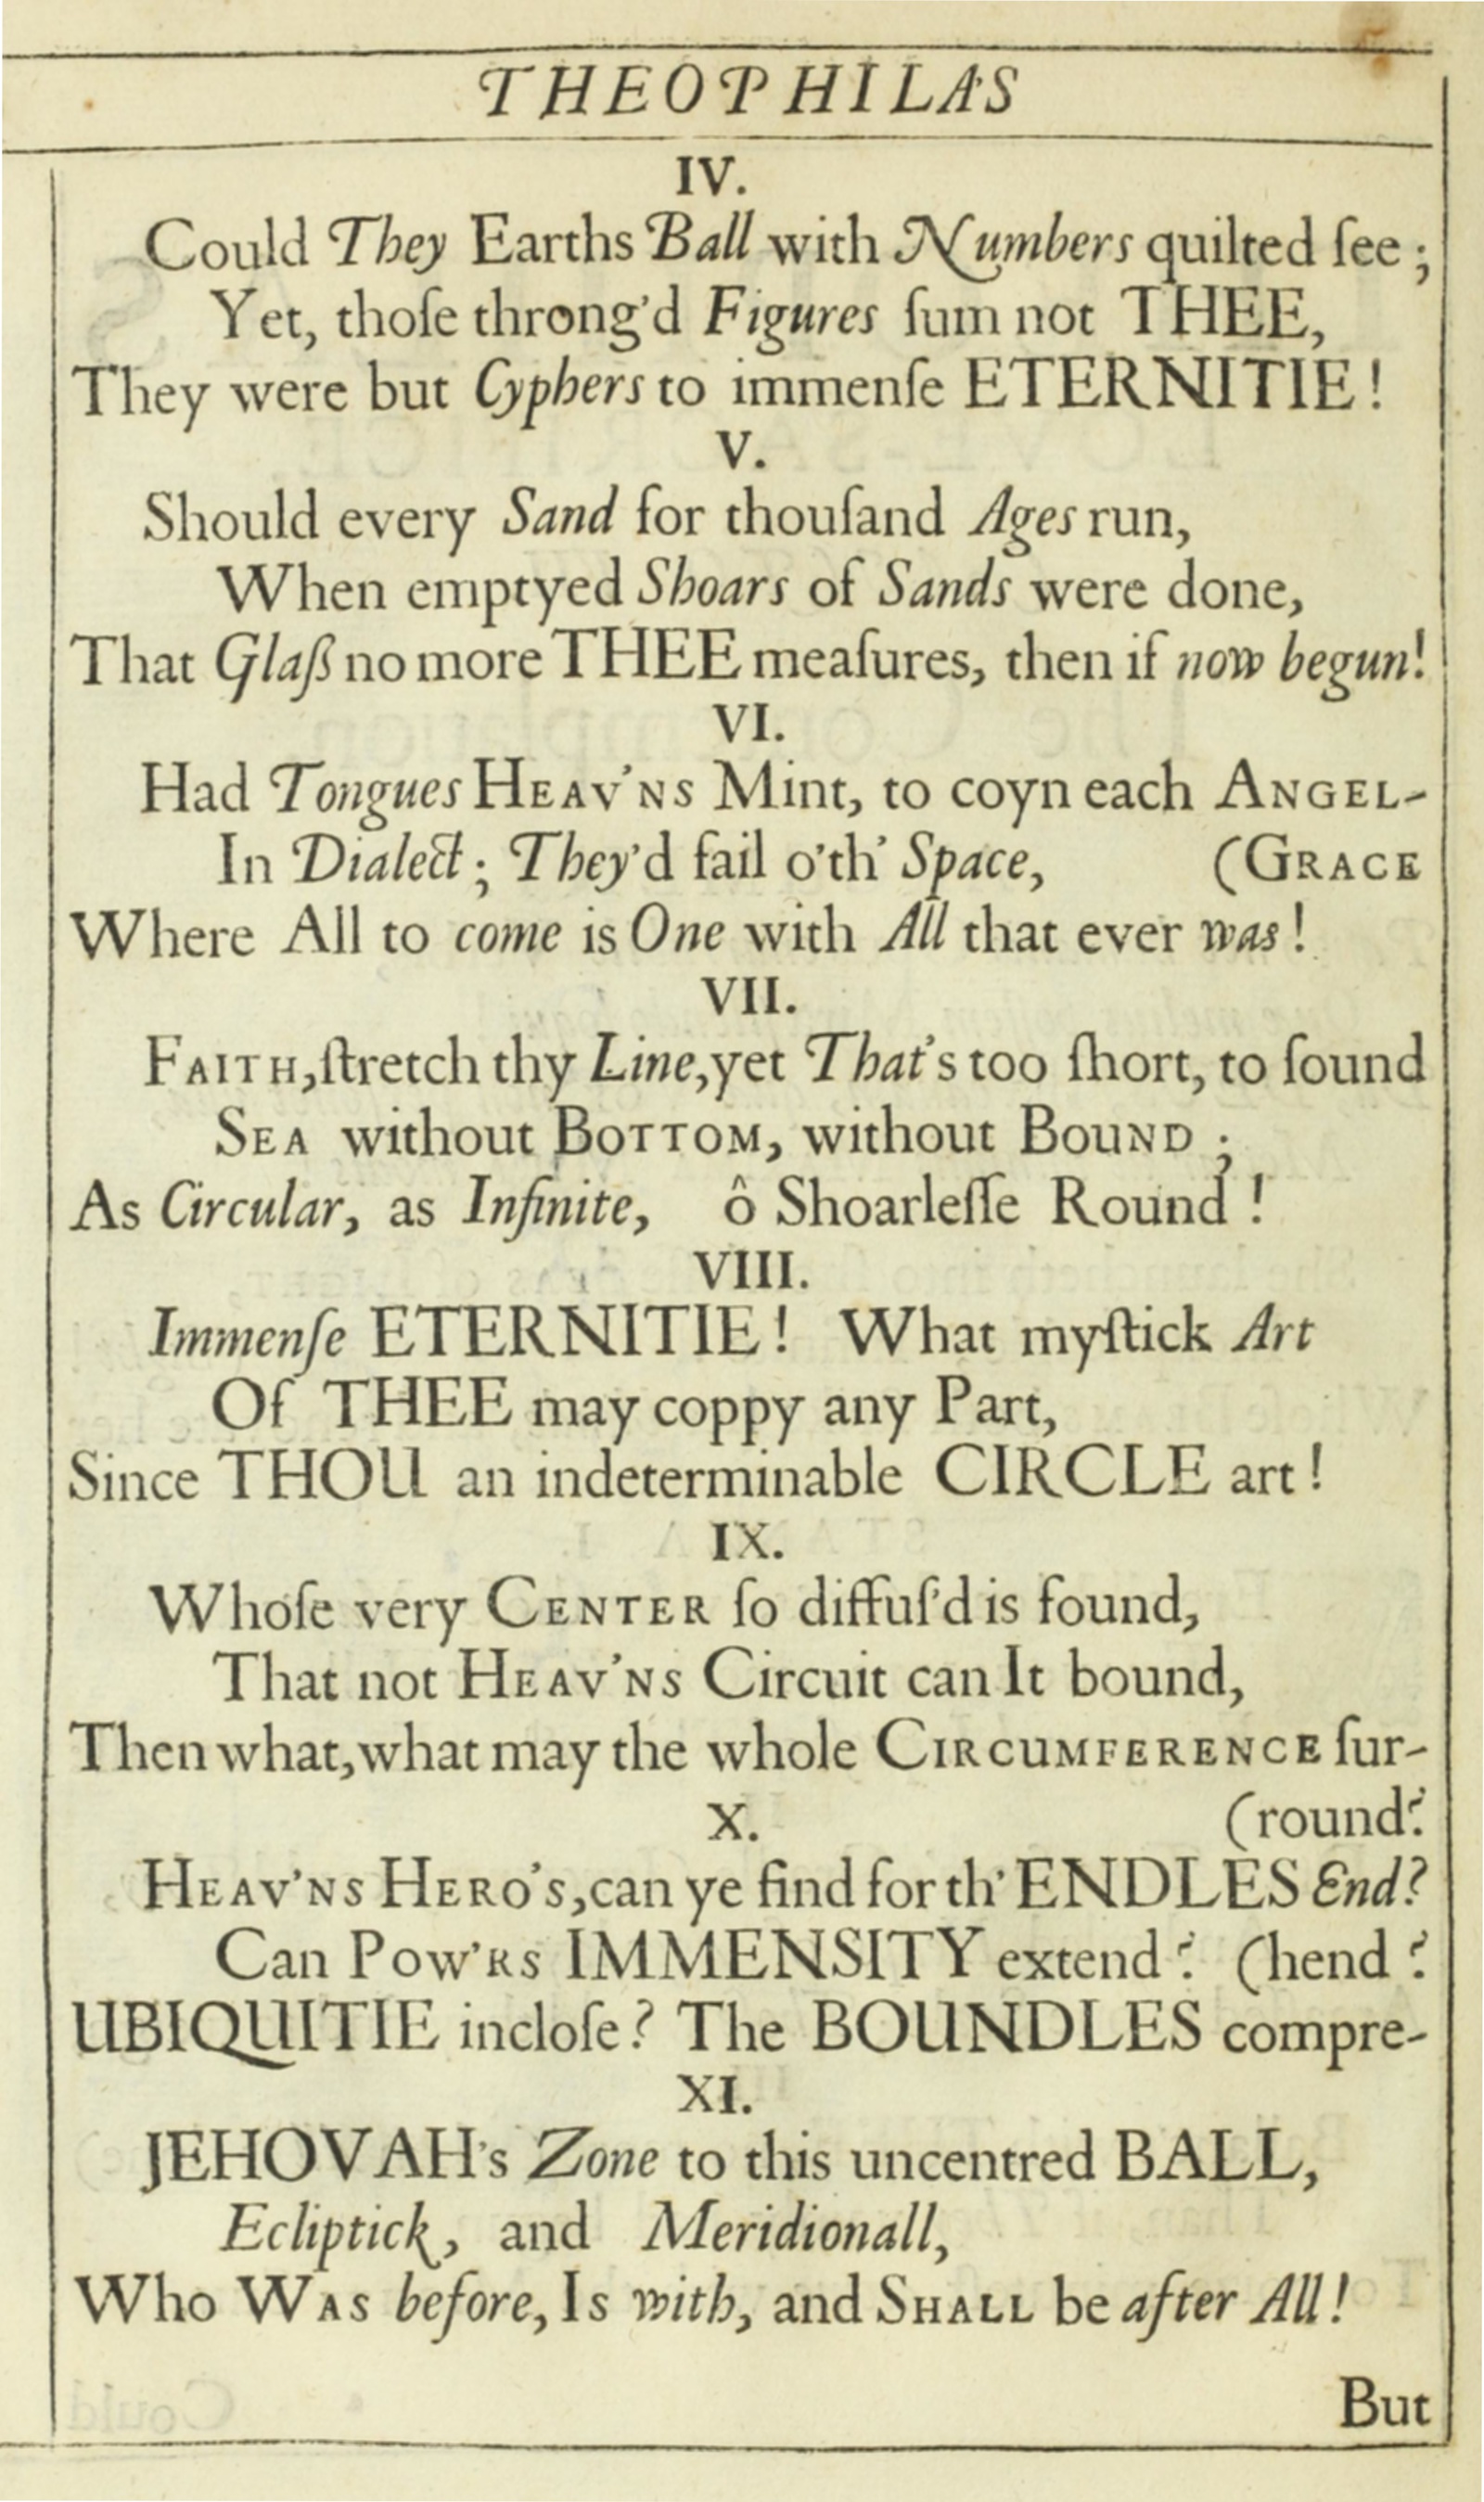 THEOPHILA'S
IV.
Could They Earths Ball with Numbers quilted ſee;
Yet, thoſe throng'd Figures ſum not THEE,
They were but Cyphers to immenſe ETERNITIE!
V.
Should every Sand for thouſand Ages run,
When emptyed Shoars of Sands were done,
That Glaß no more THEE meaſures, then if now begun!
VI.
Had Tongues HEAV'NS Mint, to coyn each ANGEL-
In Dialect; They'd fail o'th' Space, (GRACE
Where All to come is One with All that ever was!
VII.
FAITH, ſtretch thy Line, yet That's too ſhort, to ſound
SEA without BOTTOM, without BOUND;
As Circular, as Infinite, ô Shoarleſſe Round!
VIII.
Immenſe ETERNITIE! What myſtick Art
Of THEE may coppy any Part,
Since THOU an indeterminable CIRCLE art!
IX.
Whoſe very CENTER ſo diffuſ'd is found,
That not HEAV'NS Circuit can It bound,
Then what, what may the whole CIRCUMFERENCE ſur-
X. (round?
HEAV'NS HERO'S, can ye find for th' ENDLES End?
Can POW'RS IMMENSITY extend? (hend?
UBIQUITIE incloſe? The BOUNDLES compre-
XI.
JEHOVAH's Zone to this uncentred BALL,
Ecliptick, and Meridionall,
Who WAS before, Is with, and SHALL be after All!
But